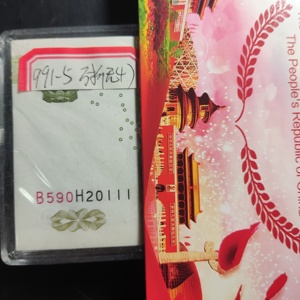 991-5
B590H20111
The People's Republic of